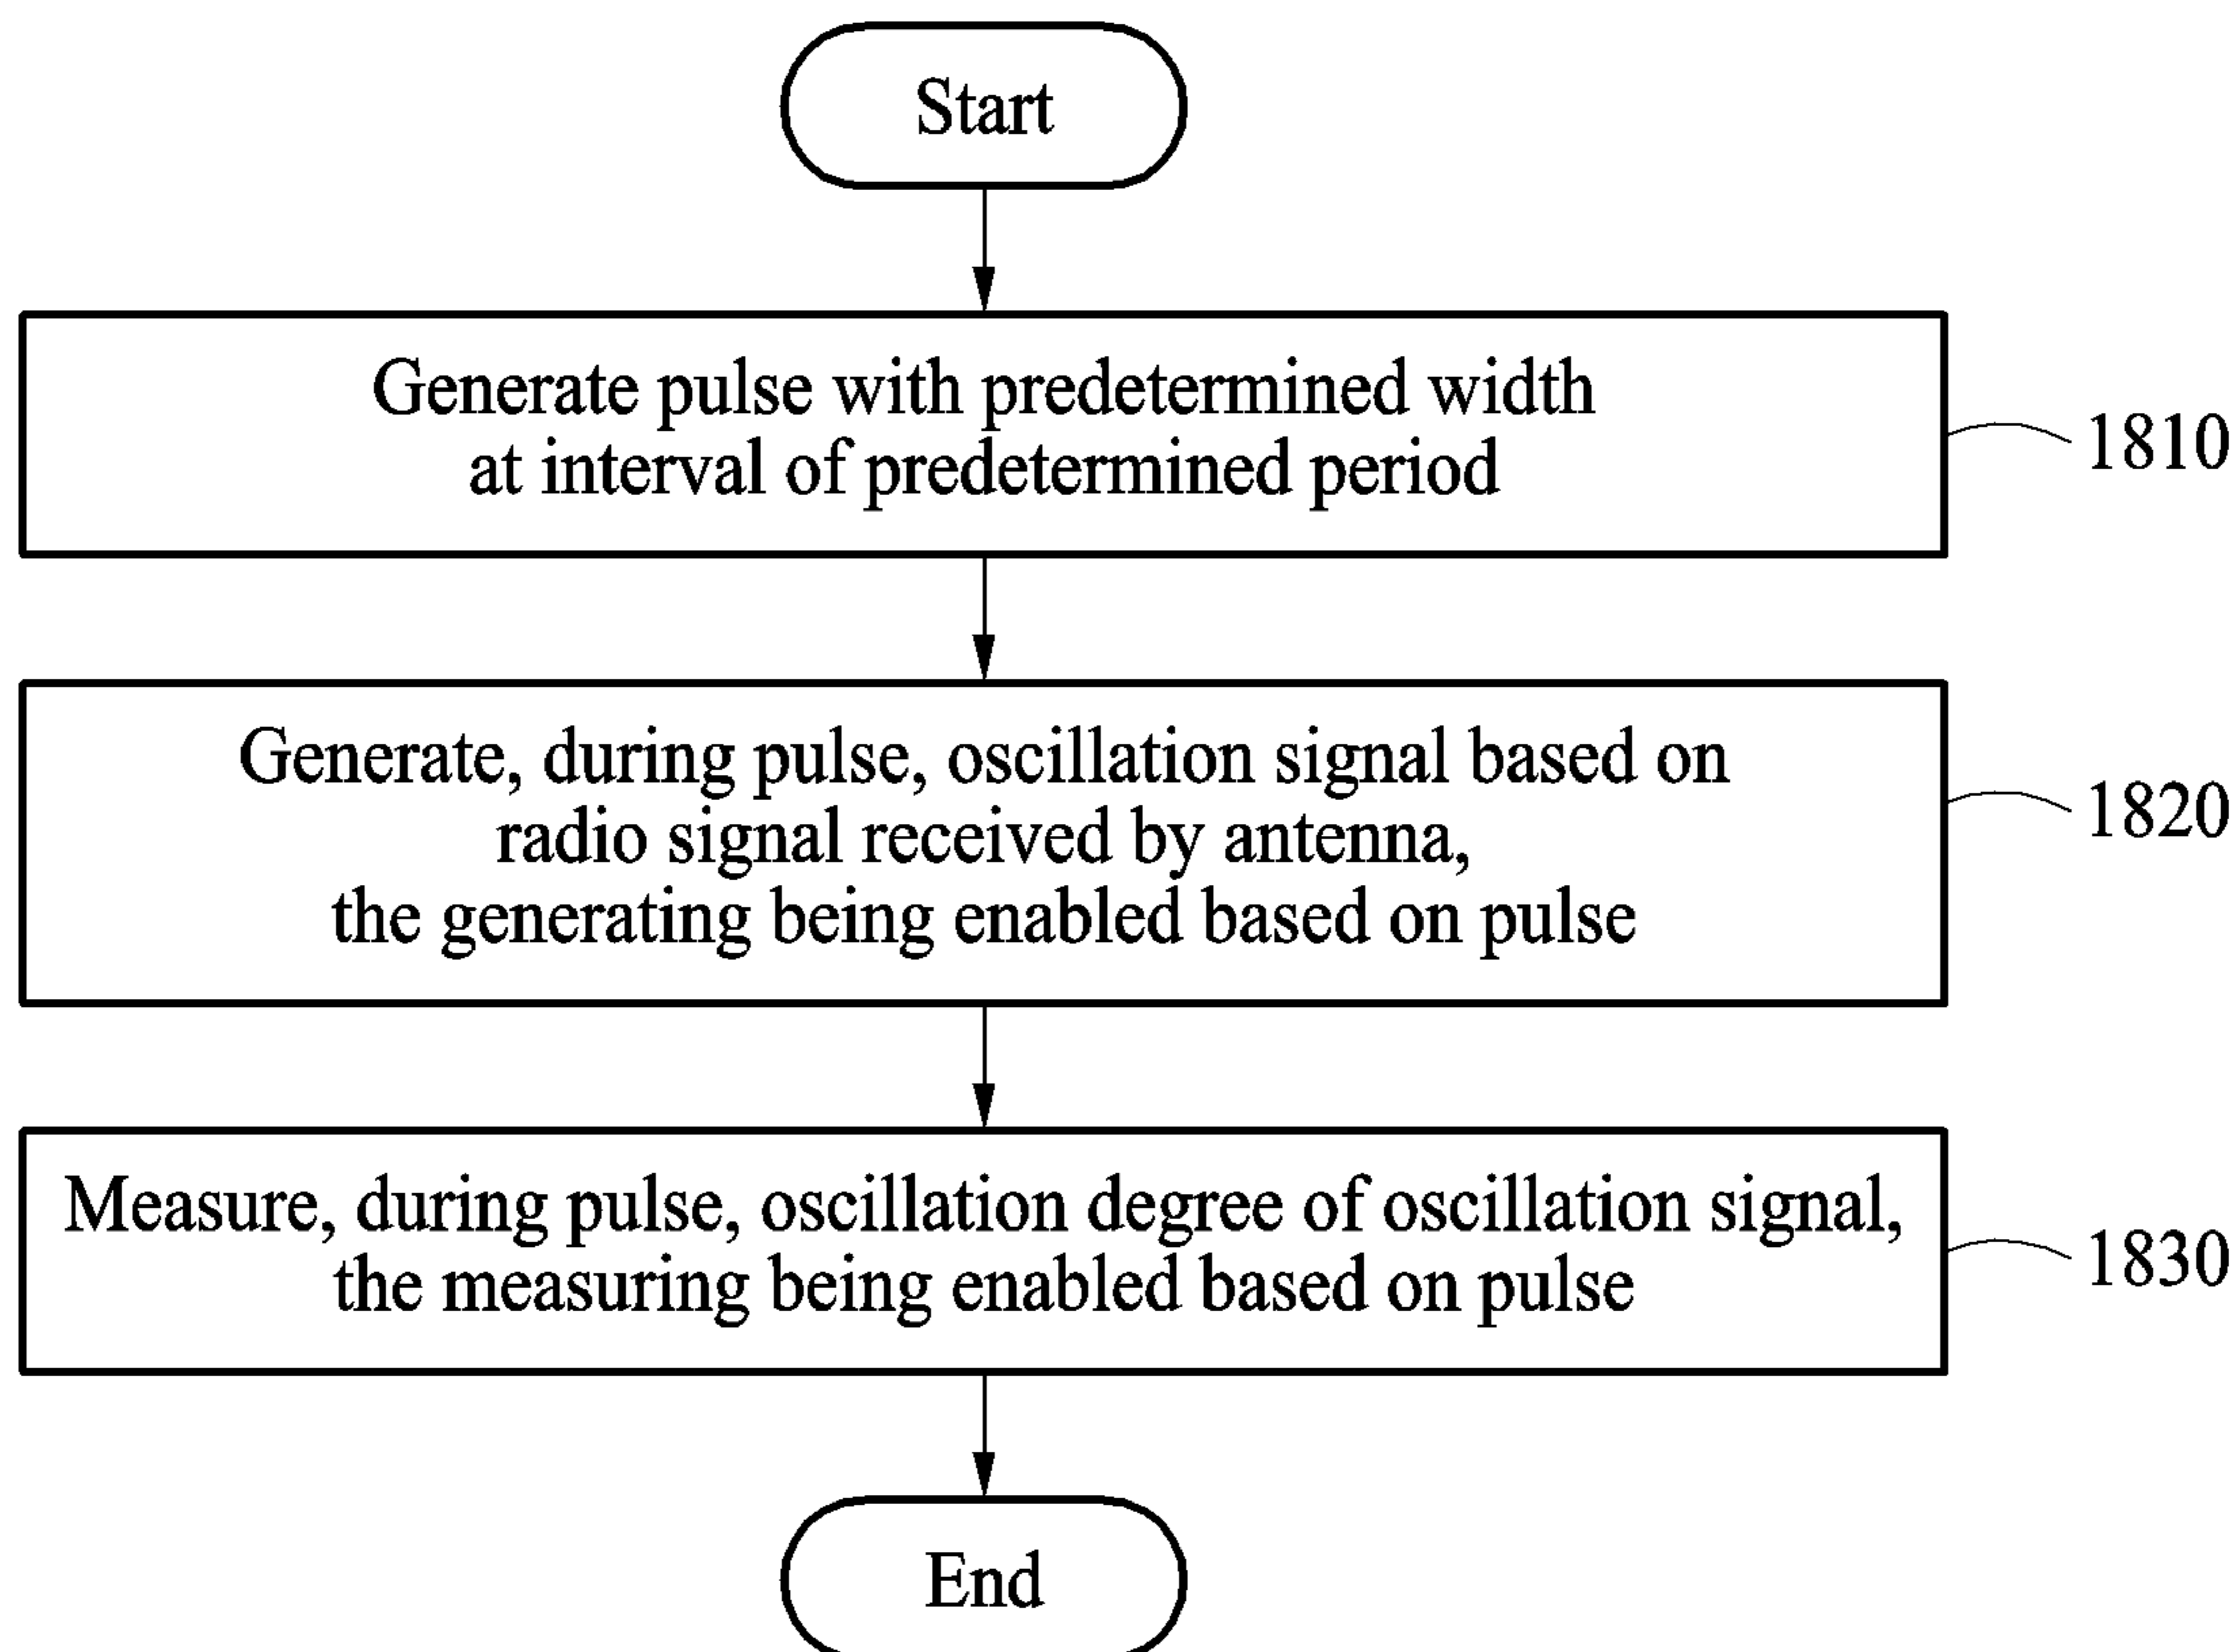 Start
Generate pulse with predetermined width
at interval of predetermined period
1810
Generate, during pulse, oscillation signal based on
radio signal received by antenna,
the generating being enabled based on pulse
1820
Measure, during pulse, oscillation degree of oscillation signal,
the measuring being enabled based on pulse
1830
End